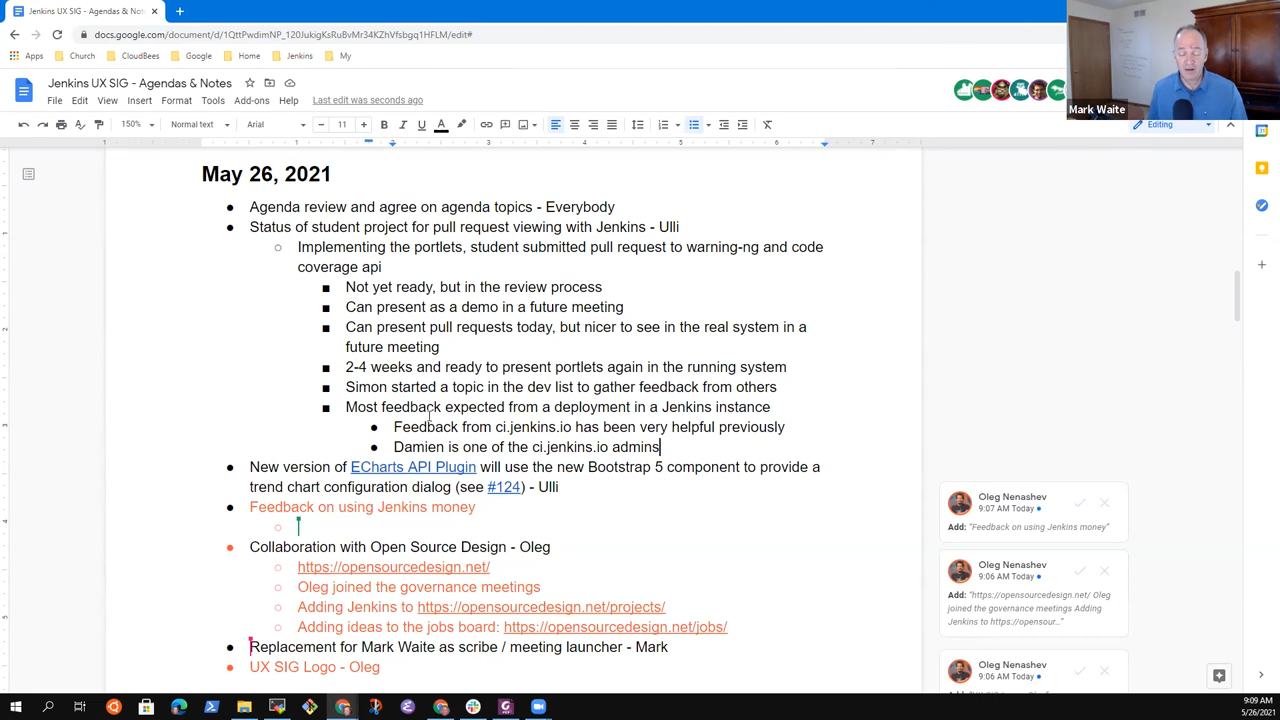 Jenkins UX SIG - Agendas & Notes
docs.google.com/document/d/1QttPwdimNP_120JukigKsRuBvMr34KZhVfsbgq1HFLM/edit#
Apps Church CloudBees Google Home Jenkins My
Jenkins UX SIG - Agendas & Notes
File Edit View Insert Format Tools Add-ons Help Last edit was seconds ago
Mark Waite
150% Normal text Arial 11 Editing
1 2 3 4 5 6 7
May 26, 2021
Agenda review and agree on agenda topics - Everybody
Status of student project for pull request viewing with Jenkins - Ulli
Implementing the portlets, student submitted pull request to warning-ng and code
coverage api
Not yet ready, but in the review process
Can present as a demo in a future meeting
Can present pull requests today, but nicer to see in the real system in a
future meeting
2-4 weeks and ready to present portlets again in the running system
Simon started a topic in the dev list to gather feedback from others
Most feedback expected from a deployment in a Jenkins instance
Feedback from ci.jenkins.io has been very helpful previously
Damien is one of the ci.jenkins.io admins
New version of ECharts API Plugin will use the new Bootstrap 5 component to provide a
trend chart configuration dialog (see #124) - Ulli
Feedback on using Jenkins money
Collaboration with Open Source Design - Oleg
https://opensourcedesign.net/
Oleg joined the governance meetings
Adding Jenkins to https://opensourcedesign.net/projects/
Adding ideas to the jobs board: https://opensourcedesign.net/jobs/
Replacement for Mark Waite as scribe / meeting launcher - Mark
UX SIG Logo - Oleg
Oleg Nenashev
9:07 AM Today
Add: "Feedback on using Jenkins money"
Oleg Nenashev
9:06 AM Today
Add: "https://opensourcedesign.net/ Oleg
joined the governance meetings Adding
Jenkins to https://opensour..."
Oleg Nenashev
9:06 AM Today
9:09 AM
5/26/2021